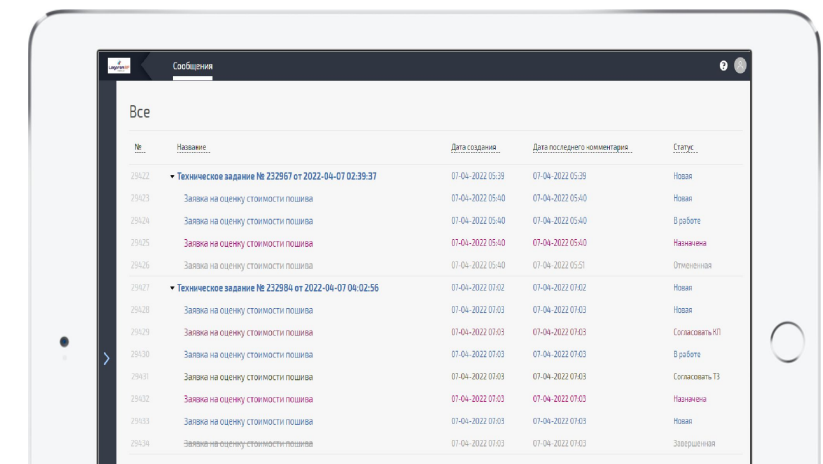 Сообщения
Все
№ Название Дата создания Дата последнего комментария Статус
29422 Техническое задание № 232967 от 2022-04-07 02:39:37 07-04-2022 05:39 07-04-2022 05:39 Новая
29423 Заявка на оценку стоимости пошива 07-04-2022 05:40 07-04-2022 05:40 Новая
29424 Заявка на оценку стоимости пошива 07-04-2022 05:40 07-04-2022 05:40 В работе
29425 Заявка на оценку стоимости пошива 07-04-2022 05:40 07-04-2022 05:40 Назначена
29426 Заявка на оценку стоимости пошива 07-04-2022 05:40 07-04-2022 05:51 Отмененная
29427 Техническое задание № 232984 от 2022-04-07 04:02:56 07-04-2022 07:02 07-04-2022 07:02 Новая
29428 Заявка на оценку стоимости пошива 07-04-2022 07:03 07-04-2022 07:03 Новая
29429 Заявка на оценку стоимости пошива 07-04-2022 07:03 07-04-2022 07:03 Согласовать КП
29430 Заявка на оценку стоимости пошива 07-04-2022 07:03 07-04-2022 07:03 В работе
29431 Заявка на оценку стоимости пошива 07-04-2022 07:03 07-04-2022 07:03 Согласовать ТЗ
29432 Заявка на оценку стоимости пошива 07-04-2022 07:03 07-04-2022 07:03 Назначена
29433 Заявка на оценку стоимости пошива 07-04-2022 07:03 07-04-2022 07:03 Новая
29434 Заявка на оценку стоимости пошива 07-04-2022 07:03 07-04-2022 07:03 Завершенная